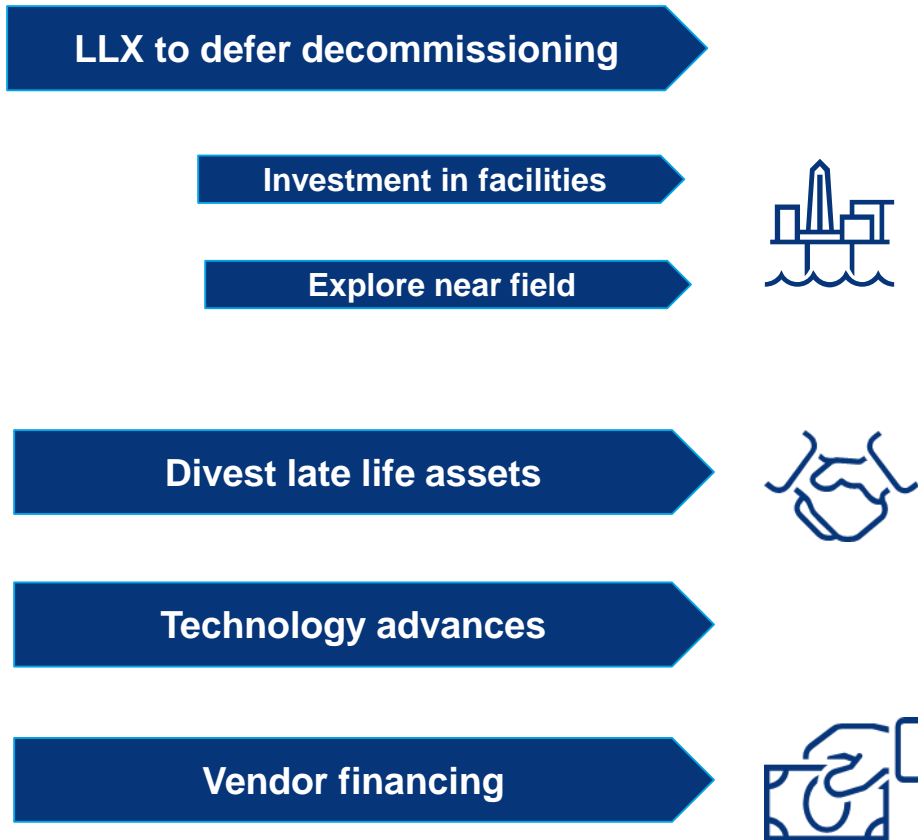 LLX to defer decommissioning
Investment in facilities
Explore near field
Divest late life assets
Technology advances
Vendor financing